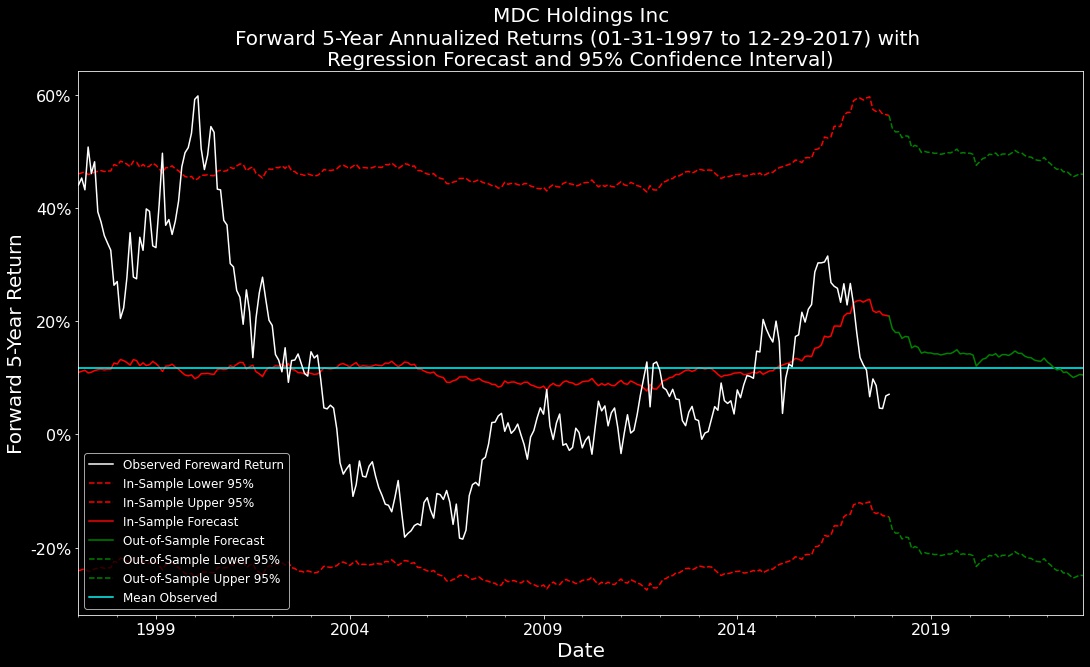 MDC Holdings Inc
Forward 5-Year Annualized Returns (01-31-1997 to 12-29-2017) with
Regression Forecast and 95% Confidence Interval)
Forward 5-Year Return
60%
40%
20%
0%
-20%
Observed Foreward Return
In-Sample Lower 95%
In-Sample Upper 95%
In-Sample Forecast
Out-of-Sample Forecast
Out-of-Sample Lower 95%
Out-of-Sample Upper 95%
Mean Observed
1999
2004
2009
2014
2019
Date